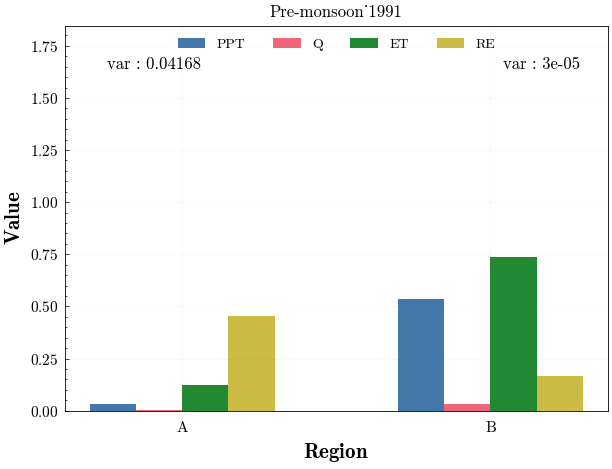 Pre-monsoon˙1991
PPT Q ET RE
var : 0.04168
var : 3e-05
1.75
1.50
1.25
1.00
0.75
0.50
0.25
0.00
Value
A B
Region